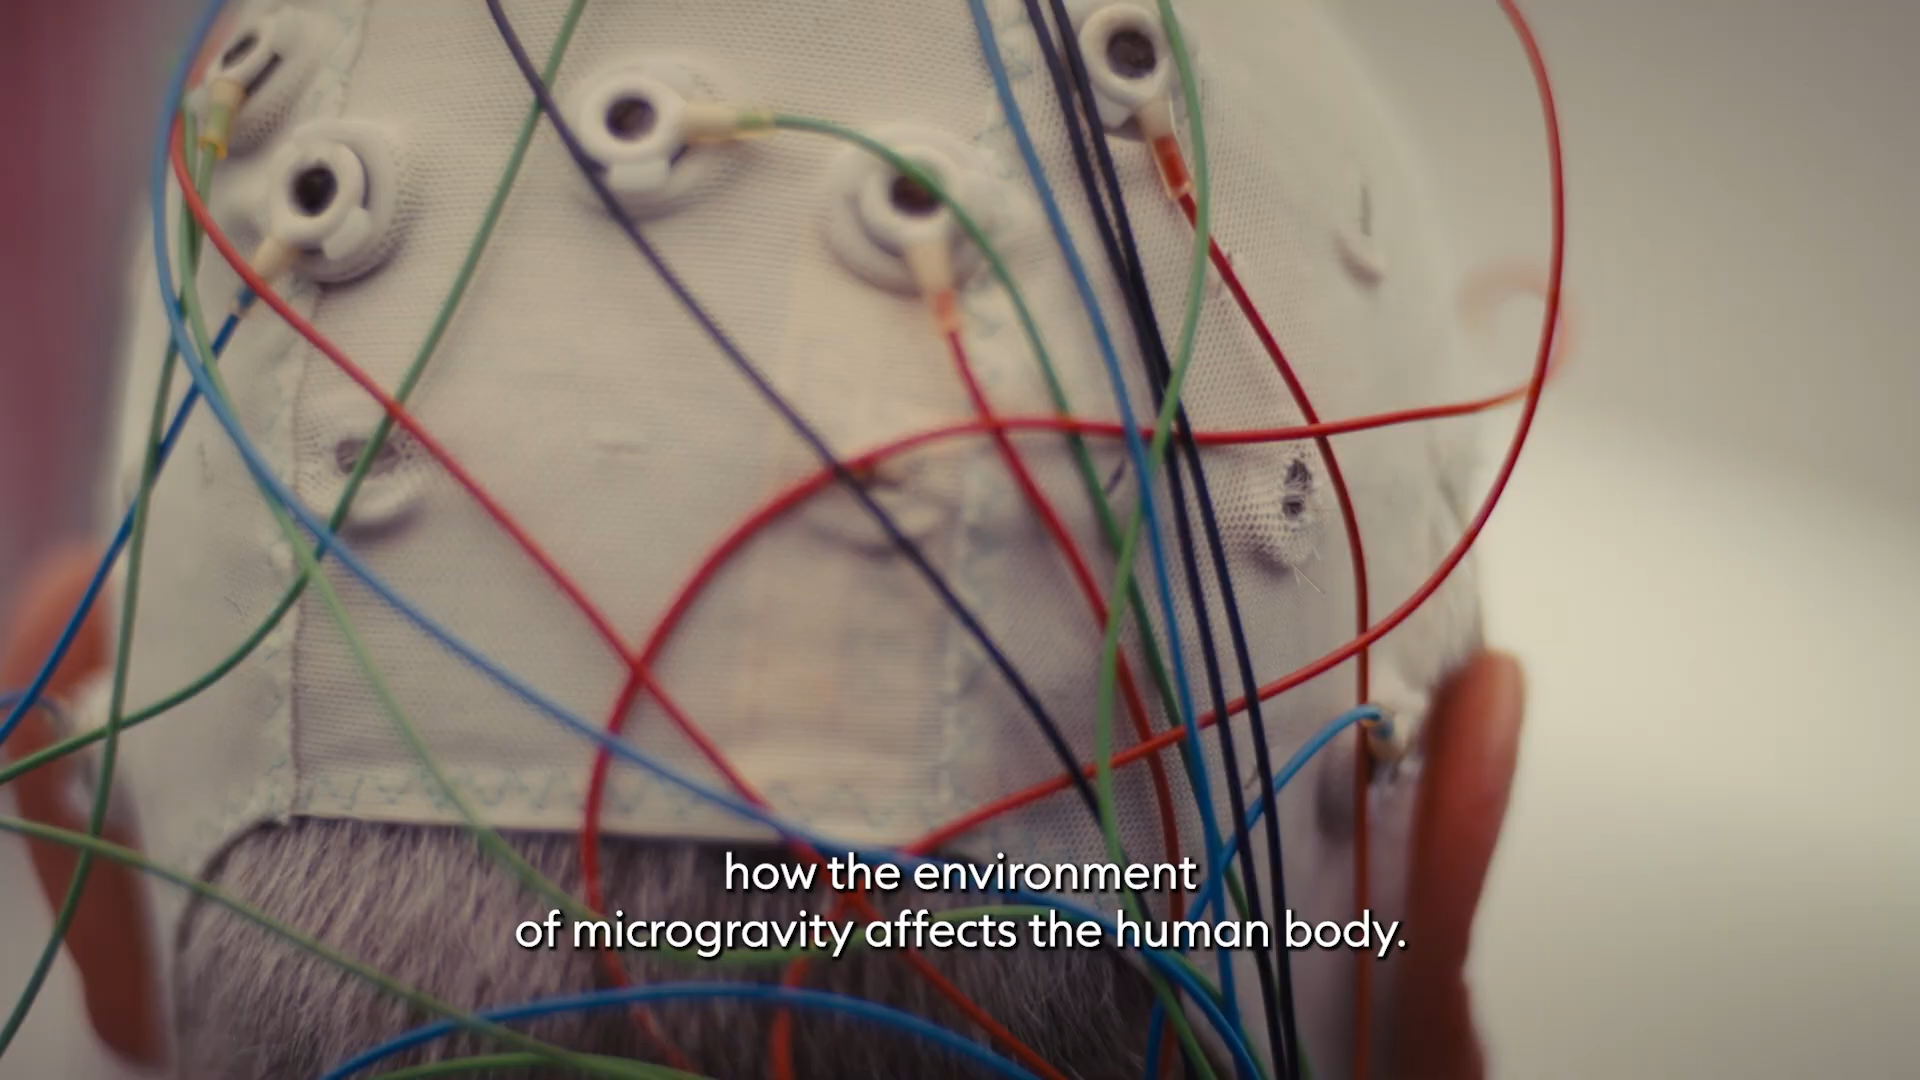 how the environment
of microgravity affects the human body.